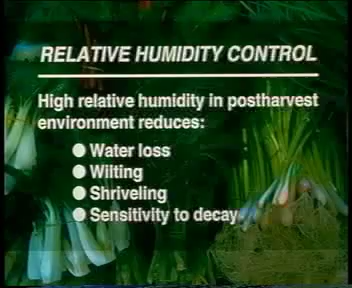 RELATIVE HUMIDITY CONTROL
High relative humidity in postharvest
environment reduces:
● Water loss
● Wilting
● Shriveling
● Sensitivity to decay